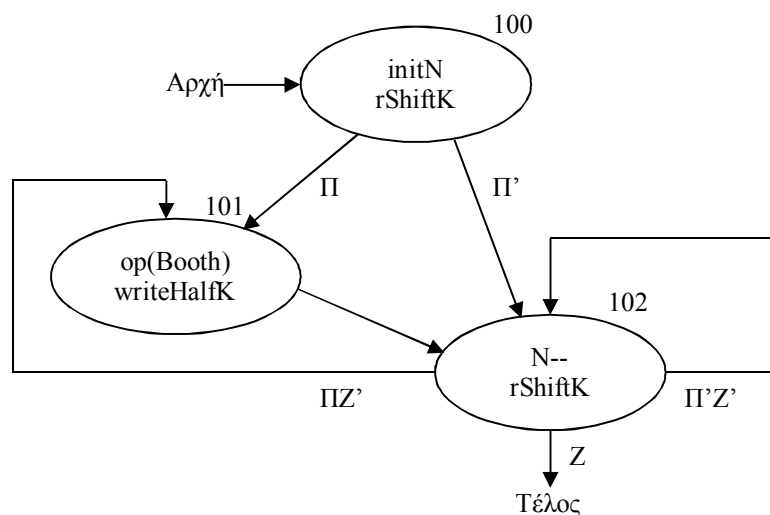 100
initN
Αρχή
rShiftK
Π
Π’
101
op(Booth)
writeHalfK
102
N--
rShiftK
ΠΖ’
Π’Ζ’
Ζ
Τέλος